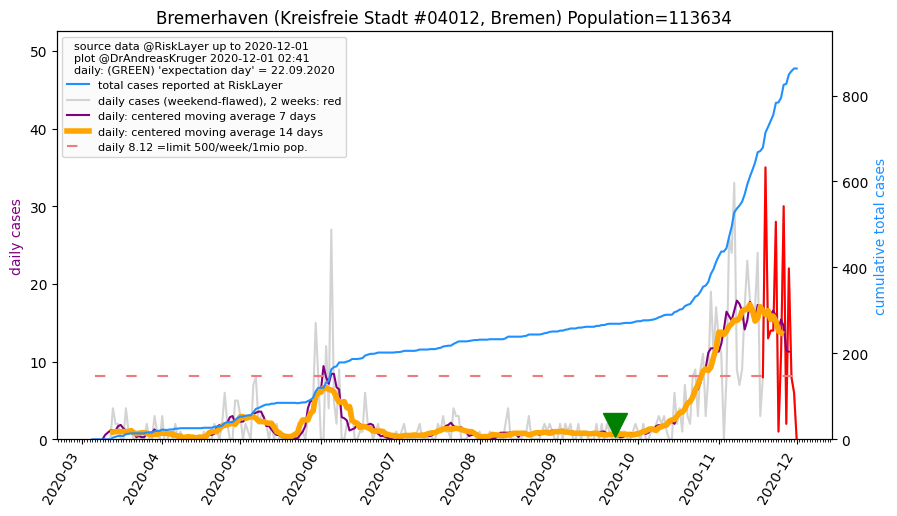 Bremerhaven (Kreisfreie Stadt #04012, Bremen) Population=113634
source data @RiskLayer up to 2020-12-01
plot @DrAndreasKruger 2020-12-01 02:41
daily: (GREEN) 'expectation day' = 22.09.2020
total cases reported at RiskLayer
daily cases (weekend-flawed), 2 weeks: red
daily: centered moving average 7 days
daily: centered moving average 14 days
daily 8.12 =limit 500/week/1mio pop.
daily cases
50
40
30
20
10
0
cumulative total cases
800
600
400
200
0
2020-03
2020-04
2020-05
2020-06
2020-07
2020-08
2020-09
2020-10
2020-11
2020-12